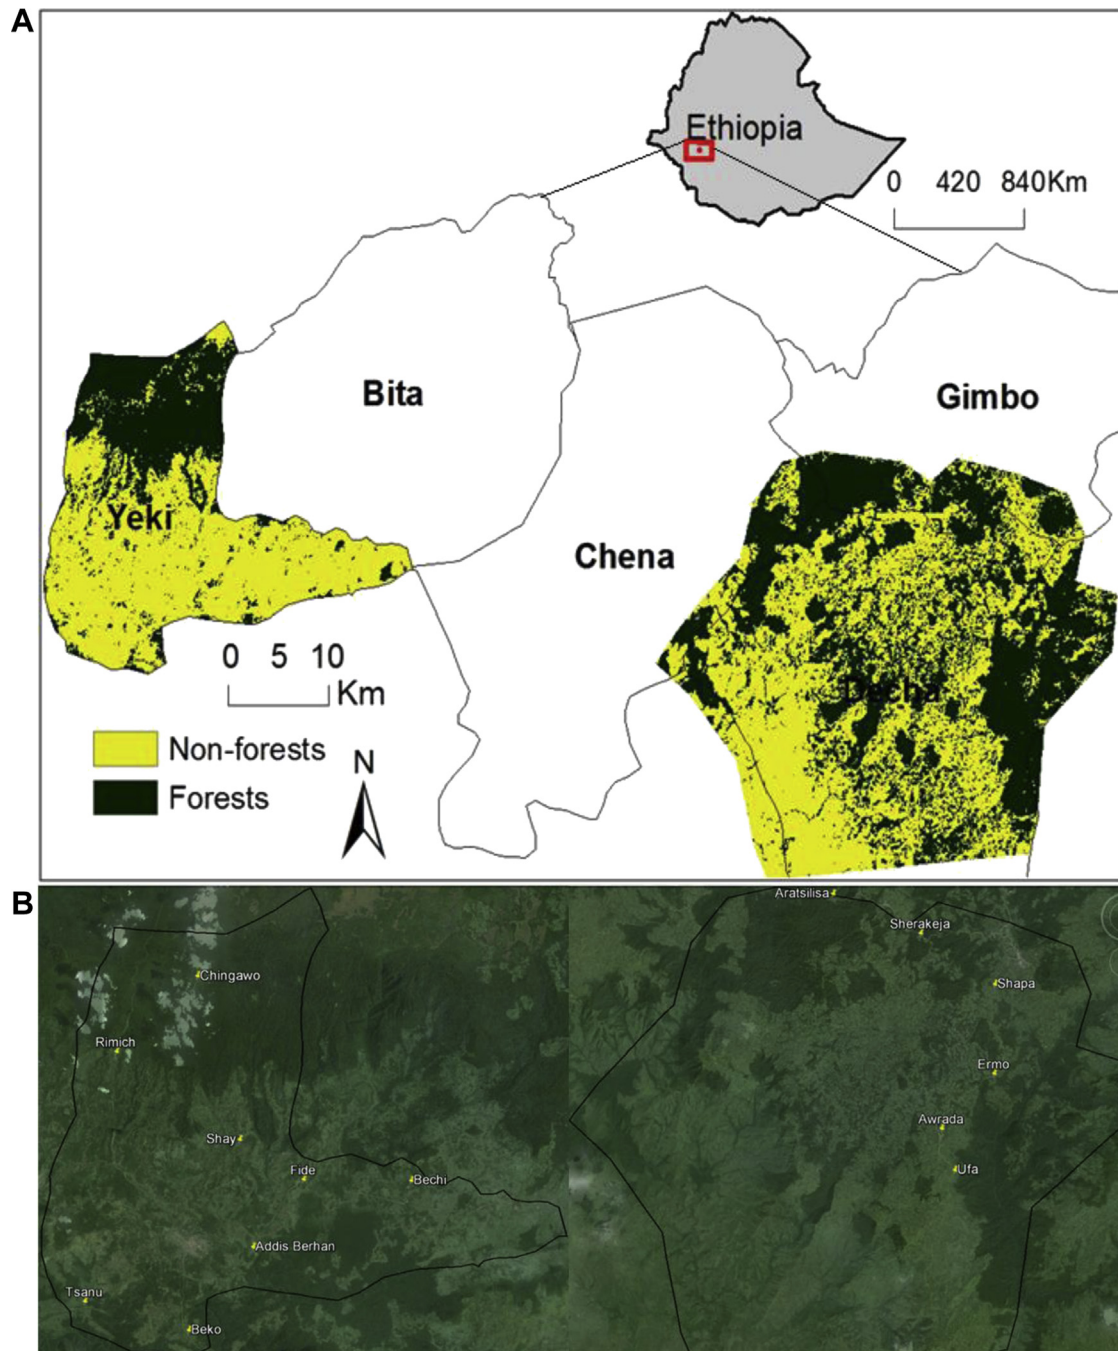 A
Ethiopia
0 420 840Km
Bita
Gimbo
Yeki
Chena
0 5 10
Km
Decha
Non-forests
Forests
N
B
Aratsilisa
Sherakeja
Chingawo
Shapa
Rimich
Ermo
Awrada
Shay
Fide
Bechi
Ufa
Addis Berhan
Tsanu
Beko